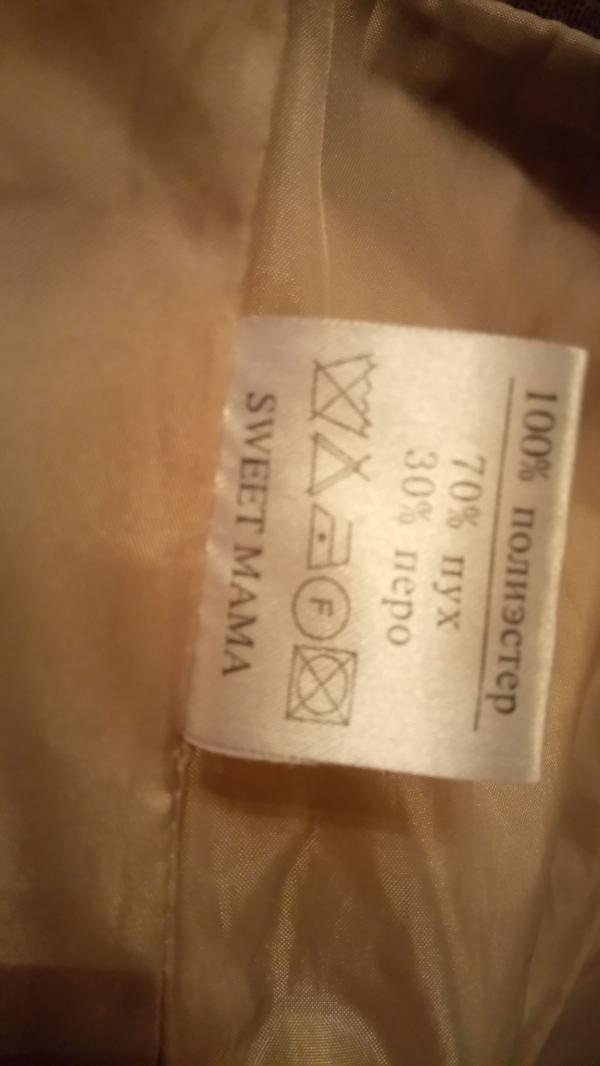 100% полиэстер
70% пух
30% перо
F
SWEET MAMA